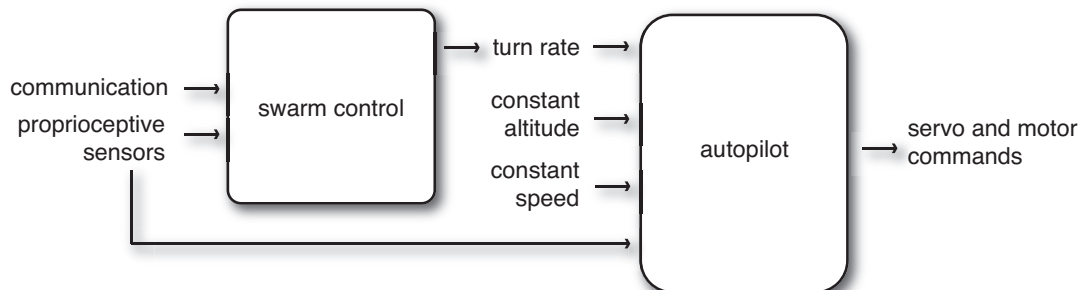 communication
proprioceptive
sensors
swarm control
turn rate
constant
altitude
constant
speed
autopilot
servo and motor
commands